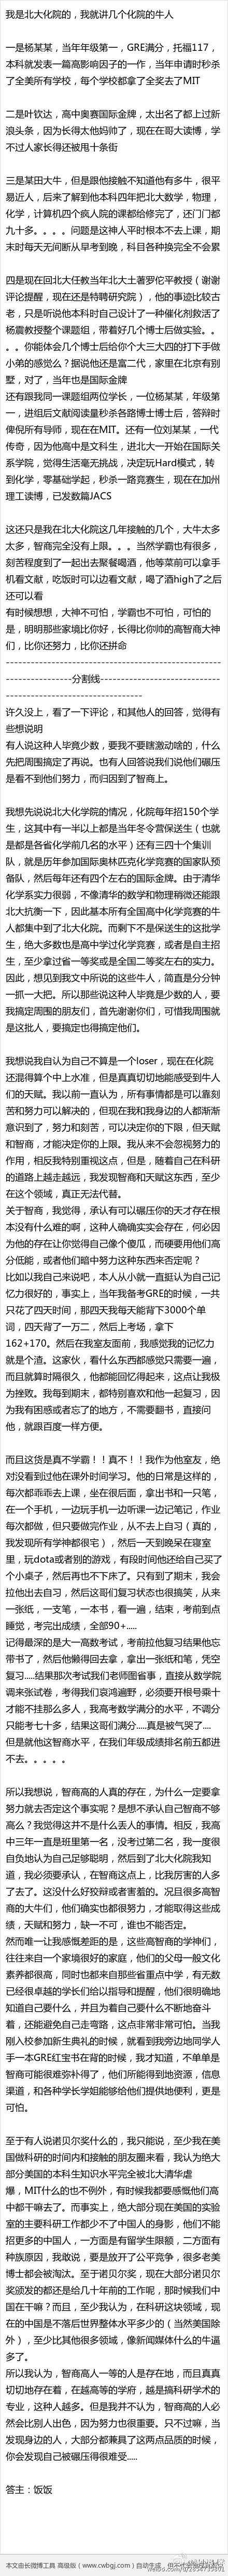 我是北大化院的，我就讲几个化院的牛人
一是杨某某，当年年级第一，GRE满分，托福117，
本科就发表一篇高影响因子的一作，当年申请时秒杀
了全美所有学校，每个学校都拿了全奖去了MIT
二是叶钦达，高中奥赛国际金牌，太出名了都上过新
浪头条，因为长得太他妈帅了，现在在哥大读博，学
不过人家长得还被甩十条街
三是某田大牛，但是跟他接触不知道他有多牛，很平
易近人，后来了解到他本科四年把北大数学，物理，
化学，计算机四个疯人院的课都给修完了，还门门都
九十多。。。。问题是这种人平时根本不去上课，期
末时每天无间断从早考到晚，科目各种换完全不会累
四是现在回北大任教当年北大土著罗佗平教授（谢谢
评论提醒，现在还是特聘研究院），他的事迹比较古
老，只是听说他本科时自己设计了一种催化剂救活了
杨震教授整个课题组，带着好几个博士后做实验。。
。。你能体会几个博士后给你个大三大四的打下手做
小弟的感觉么？据说他还是富二代，家里在北京有别
墅，对了，当年也是国际金牌
还有跟我同一课题组两位学长，一位杨某某，年级第
一，进组后文献阅读量秒杀各路博士博士后，答辩时
俾倪所有导师，现在在MIT。还有一位刘某某，一代
传奇，因为他高中是文科生，进北大一开始在国际关
系学院，觉得生活毫无挑战，决定玩Hard模式，转
到化学，零基础学起，秒杀一路竞赛生，现在在加州
理工读博，已发数篇JACS
这还只是我在北大化院这几年接触的几个，大牛太多
太多，智商完全没有上限。。。当然学霸也有很多，
刻苦程度到了一起出去聚餐喝酒，他等菜前可以拿手
机看文献，吃饭时可以边看文献，喝了酒high了之后
还可以看
有时候想想，大神不可怕，学霸也不可怕，可怕的
是，明明那些家境比你好，长得比你帅的高智商大神
们，比你还努力，比你还拼命
-----------------------------------------------------
----------------分割线----------------------------
----------------------------------
许久没上，看了一下评论，和其他人的回答，觉得有
些想说明
有人说这种人毕竟少数，要我不要瞎激动啥的，什么
先把周围搞定了再说。也有人回答说我们说他们碾压
是看不到他们努力，而归因到了智商上。
我想先说说北大化学院的情况，化院每年招150个学
生，这其中有一半以上都是当年冬令营保送生（也就
是都是各省化学前几名的水平）还有三四十个集训
队，就是历年参加国际奥林匹克化学竞赛的国家队预
备队，然后每年还有四个左右的国际金牌。由于清华
化学系实力很弱，不像清华的数学和物理稍微还能跟
北大抗衡一下，因此基本所有全国高中化学竞赛的牛
人都集中到了北大化院。而剩下不是保送生的这批学
生，绝大多数也是高中学过化学竞赛，或者是自主招
生，至少拿过省一等奖或是全国二等奖左右的实力。
因此，想见到我文中所说的这些牛人，简直是分分钟
一抓一大把。所以那些说这种人毕竟是少数的人，要
我搞定周围的朋友们，首先谢谢你们，可惜我周围就
是这批人，要搞定也得搞定他们。
我想说我自认为自己不算是一个loser，现在在化院
还混得算个中上水准，但是真真切切地能感受到牛人
们的天赋。我以前一直认为，所有事情都是可以靠刻
苦和努力可以解决的，但现在我和我身边的人都渐渐
意识到了，努力和刻苦，可以决定你的下限，但天赋
和智商，才能决定你的上限。我从来不会忽视努力的
作用，相反我特别重视这点，但是，随着自己在科研
的道路上越走越远，我发现智商和天赋这东西，至少
在这个领域，真正无法代替。
关于智商，我觉得，承认有可以碾压你的天才存在根
本没有什么难的啊，这种人确确实实会存在，何必因
为他的存在让你觉得自己像个傻瓜，而硬要用他们高
分低能，或者他们暗中努力这种东西来否定呢？
比如以我自己来说吧，本人从小就一直挺认为自己记
忆力很好的，事实上，当年我备考GRE的时候，一共
只花了四天时间，那四天我每天能背下3000个单
词，四天背了一万二，然后上考场，拿下
162+170。然后在我室友面前，我感觉我的记忆力
就是个渣。这家伙，看什么东西都感觉只需要一遍，
而且就算时隔很久，他都能回忆得起来，这点让我极
为挫败。我每到期末，都特别喜欢和他一起复习，因
为我有困惑或者忘了的地方，不需要翻书，直接问
他，就跟百度一样方便。
而且这货是真不学霸！！真不！！我作为他室友，绝
对没看到过他在课外时间学习。他的日常是这样的，
每次都乖乖去上课，坐在很后面，拿出书和一只笔，
在一个手机，一边玩手机一边听课一边记笔记，作业
每次都做，但只要做完作业，从不去上自习（真的，
我发现所有学神都很宅），然后一天到晚呆在寝室
里，玩dota或者别的游戏，有段时间他还给自己买了
个小桌子，然后再也不下床了。只有到了期末，我会
拉他出去自习，然后这哥们复习状态也很搞笑，从来
一张纸，一支笔，一本书，看一遍，结束，考前到点
睡觉，考完出成绩，全部90+.....
记得最深的是大一高数考试，考前拉他复习结果他忘
带书了，然后他懒得回去拿，拿出一张纸和笔，凭空
复习.....结果那次考试我们老师图省事，直接从数学院
调来张试卷，考得我们哀鸿遍野，必须要开根号乘十
才能不挂那么多人，我高考数学满分的水平，不调分
只能考七十多，结果这哥们满分.....真是被气哭了....
但是就他这智商水平，在我们年级成绩排名前五都进
不去。。。。。
所以我想说，智商高的人真的存在，为什么一定要拿
努力就去否定这个事实呢？是想不承认自己智商不够
高么？我觉得这并不是什么丢人的事情。相反，我高
中三年一直是班里第一名，没考过第二名，我一度很
自负地认为自己足够聪明，然后到了北大化院我知
道，我必须要承认，在智商这点上，比我厉害的人多
了去了。这没什么好狡辩或者害羞的。况且很多高智
商的大牛们，他们确实也都很努力，才能取得这些成
绩，天赋和努力，缺一不可，谁也不能否定。
然而唯一让我感慨差距的是，这些高智商的学神们，
往往来自一个家境很好的家庭，他们的父母一般文化
素养都很高，同时也都来自那些省重点中学，有无数
已经很卓越的学长们给以指导和提醒，他们很明确地
知道自己要什么，并且为着自己要什么不断地奋斗
着，还能避免自己走弯路，这点非常非常可怕。当我
刚入校参加新生典礼的时候，就看到我旁边地同学人
手一本GRE红宝书在背的时候，我才知道，不单单是
智商可能很难弥补得了，他们所能得到地资源，信息
渠道，和各种学长学姐能够给他们提供地便利，更是
可怕。
至于有人说诺贝尔奖什么的，我只能说，至少我在美
国做科研的时间内和接触的朋友圈来看，我认为绝大
部分美国的本科生知识水平完全被北大清华虐
爆，MIT什么的也不例外，有时候我都要感慨他们高
中都干嘛去了。而事实上，绝大部分现在美国的实验
室的主要科研工作都少不了中国人的身影，他们不能
招更多的中国人，一方面是有留学生限额，二方面有
种族原因，我敢说，要是放开了公平竞争，很多老美
博士都会被淘汰。至于诺贝尔奖，现在大部分诺贝尔
奖颁发的都还是给几十年前的工作呢，那时候我们中
国在干嘛？而且，至少我认为，在科研这块领域，现
在的中国是不落后世界整体水平多少的（当然美国除
外），至少比其他很多领域，像新闻媒体什么的牛逼
多了。
所以我认为，智商高人一等的人是存在地，而且真真
切切地存在着，在越高等的学府，越是搞科研学术的
专业，这种人越多。但是我并不认为，智商高的人必
然会比别人出色，因为努力也很重要。只不过嘛，当
发现身边的人，大部分都兼具了这两点品质的时候，
你会发现自己被碾压得很难受.....
答主：饭饭
本文由长微博工具 高级版（www.cwbgj.com）自动生成